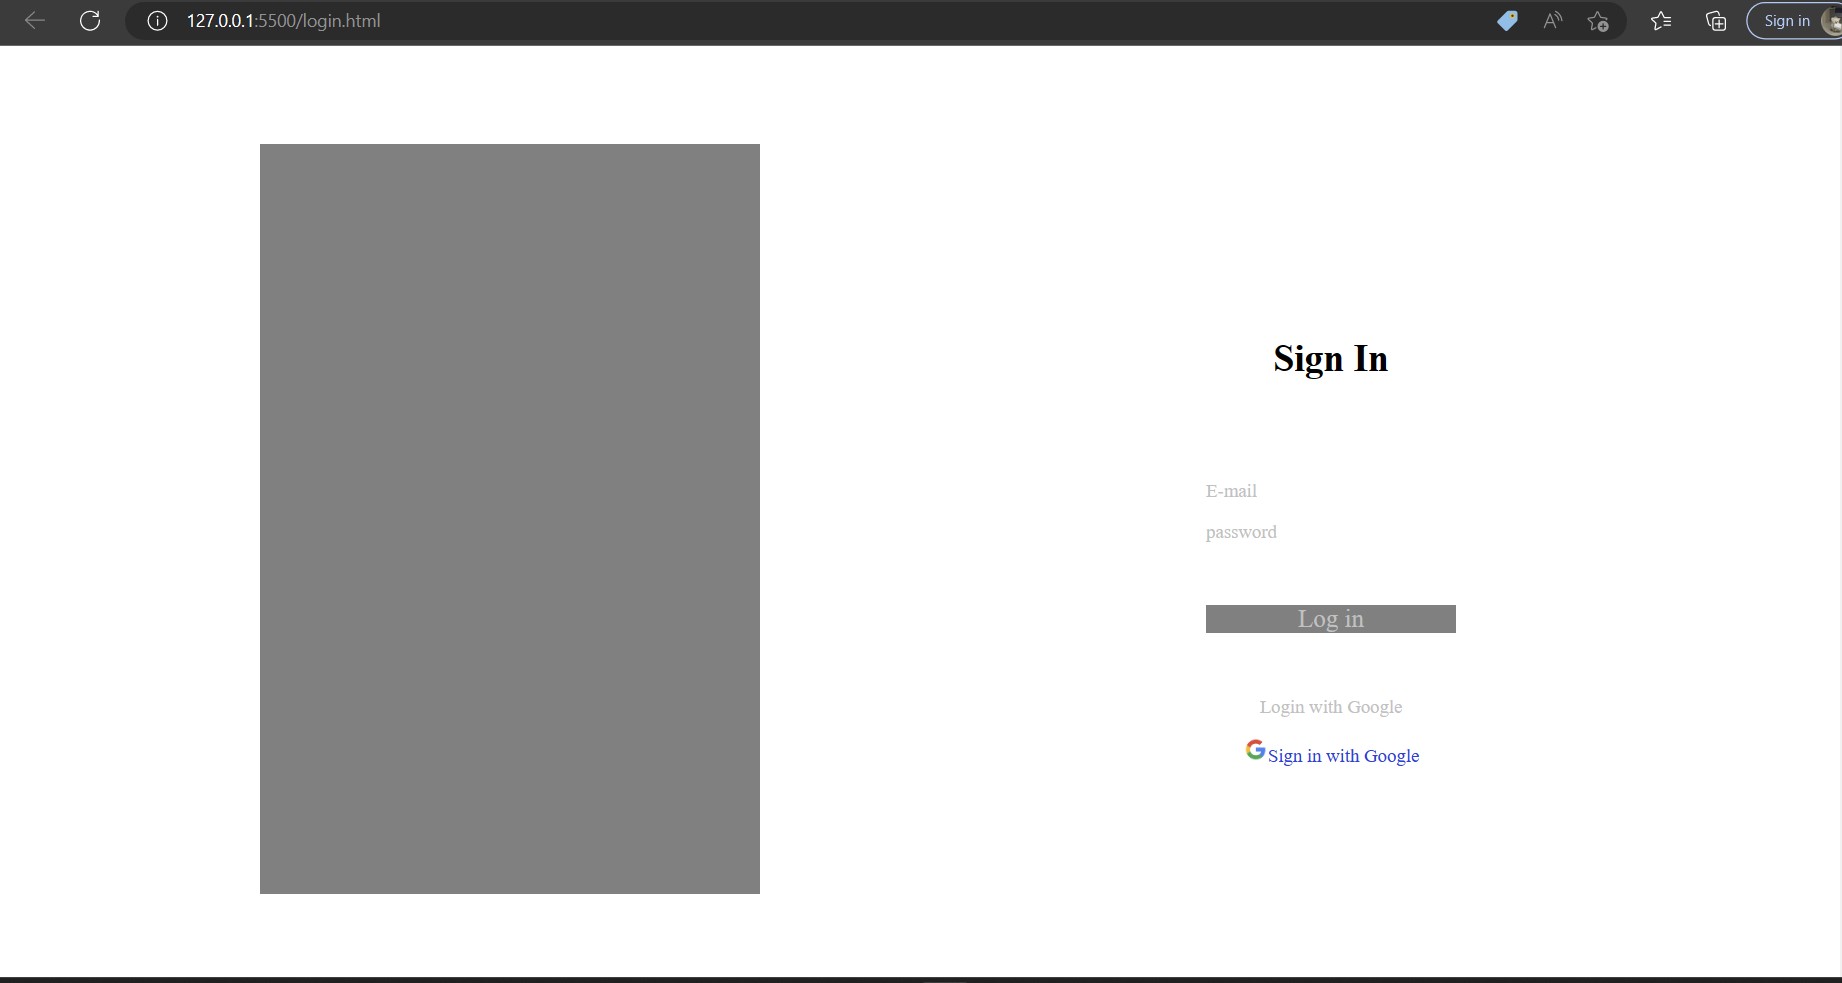 127.0.0.1:5500/login.html
Sign in
Sign In
E-mail
password
Log in
Login with Google
Sign in with Google